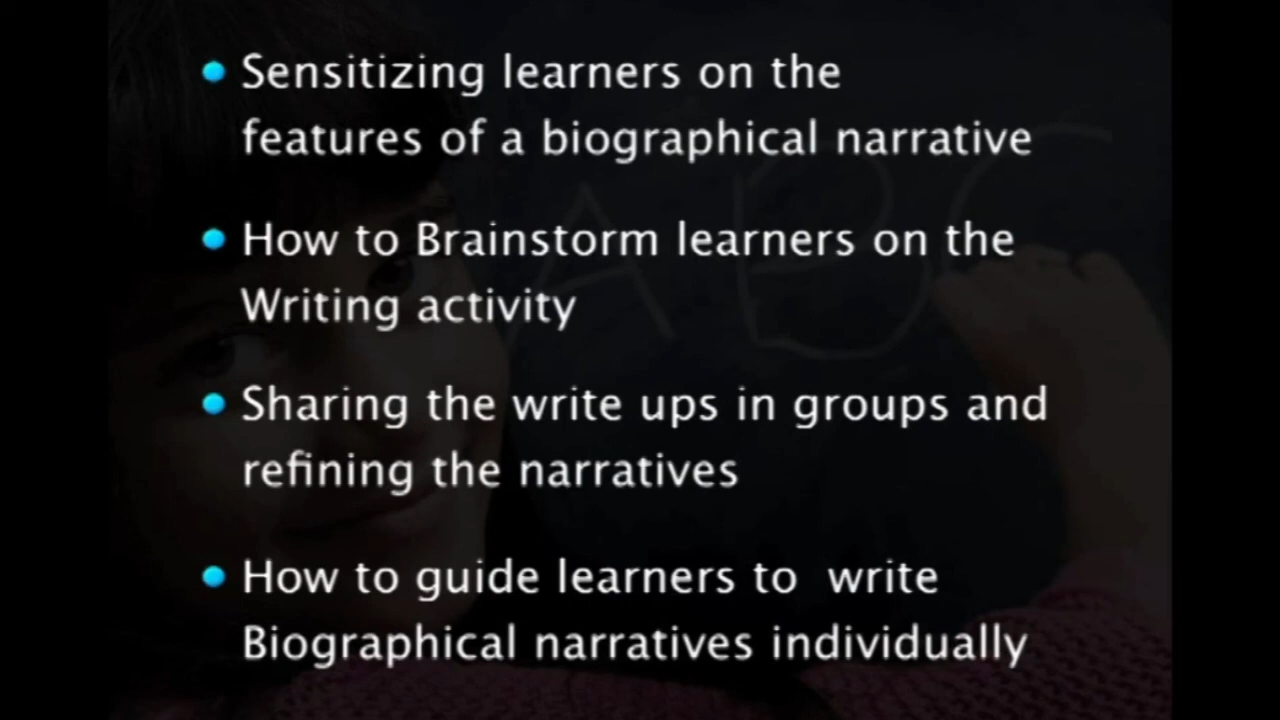 • Sensitizing learners on the
features of a biographical narrative
• How to Brainstorm learners on the
Writing activity
• Sharing the write ups in groups and
refining the narratives
• How to guide learners to  write
Biographical narratives individually
A B C